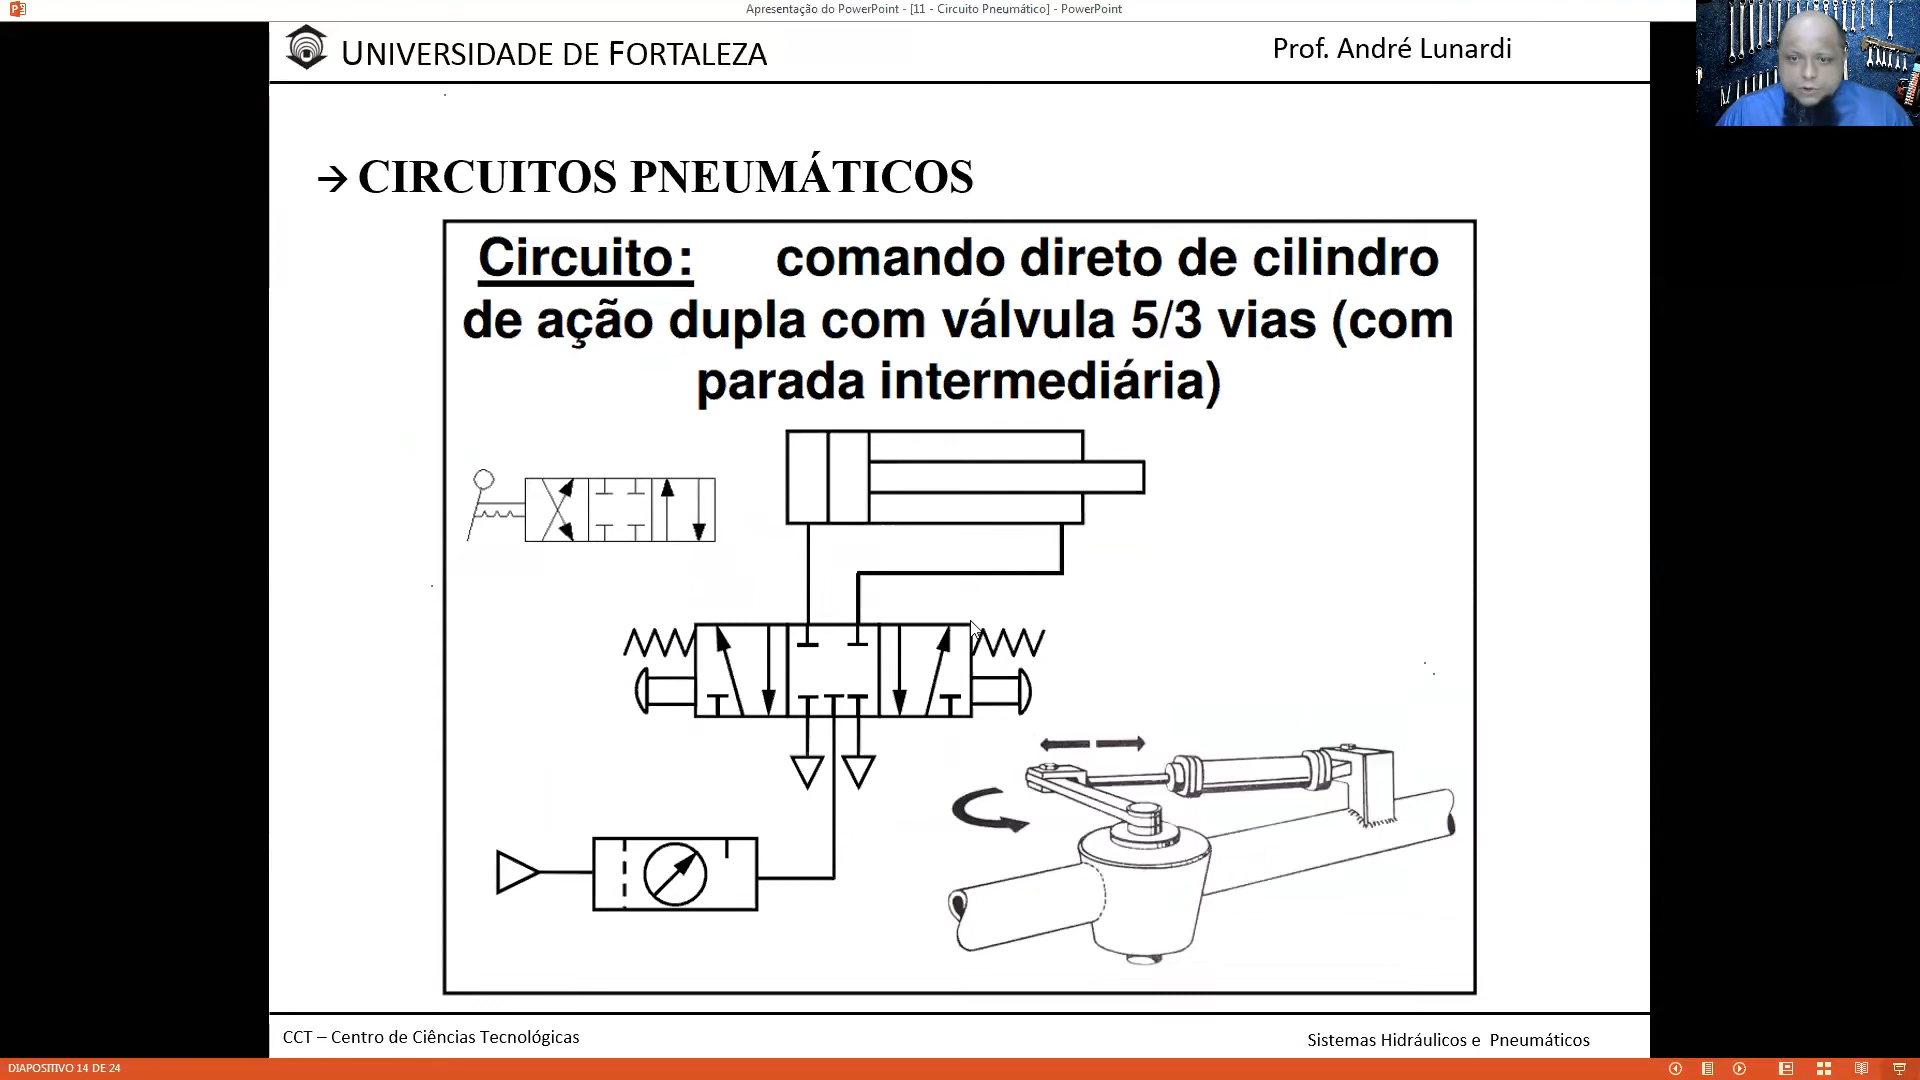 Apresentação do PowerPoint - [11 - Circuito Pneumático] - PowerPoint
UNIVERSIDADE DE FORTALEZA
Prof. André Lunardi
→ CIRCUITOS PNEUMÁTICOS
Circuito: comando direto de cilindro
de ação dupla com válvula 5/3 vias (com
parada intermediária)
CCT – Centro de Ciências Tecnológicas
Sistemas Hidráulicos e Pneumáticos
DIAPOSITIVO 14 DE 24